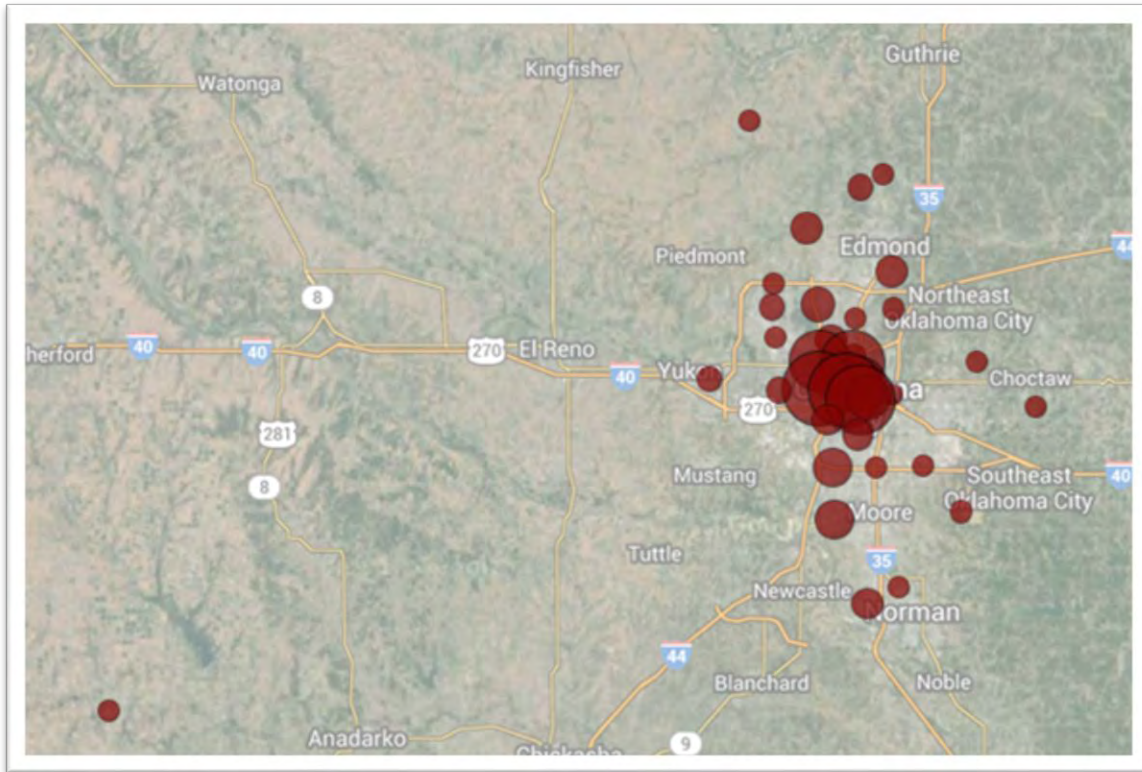 Guthrie
Kingfisher
Watonga
35
Edmond
44
Piedmont
Northeast
Oklahoma City
8
40
40
270
El Reno
herford
40
Yukon
Choctaw
270
281
Mustang
Southeast
Oklahoma City
40
8
Moore
Tuttle
35
Newcastle
Norman
44
Blanchard
Noble
Anadarko
9
Chickasha